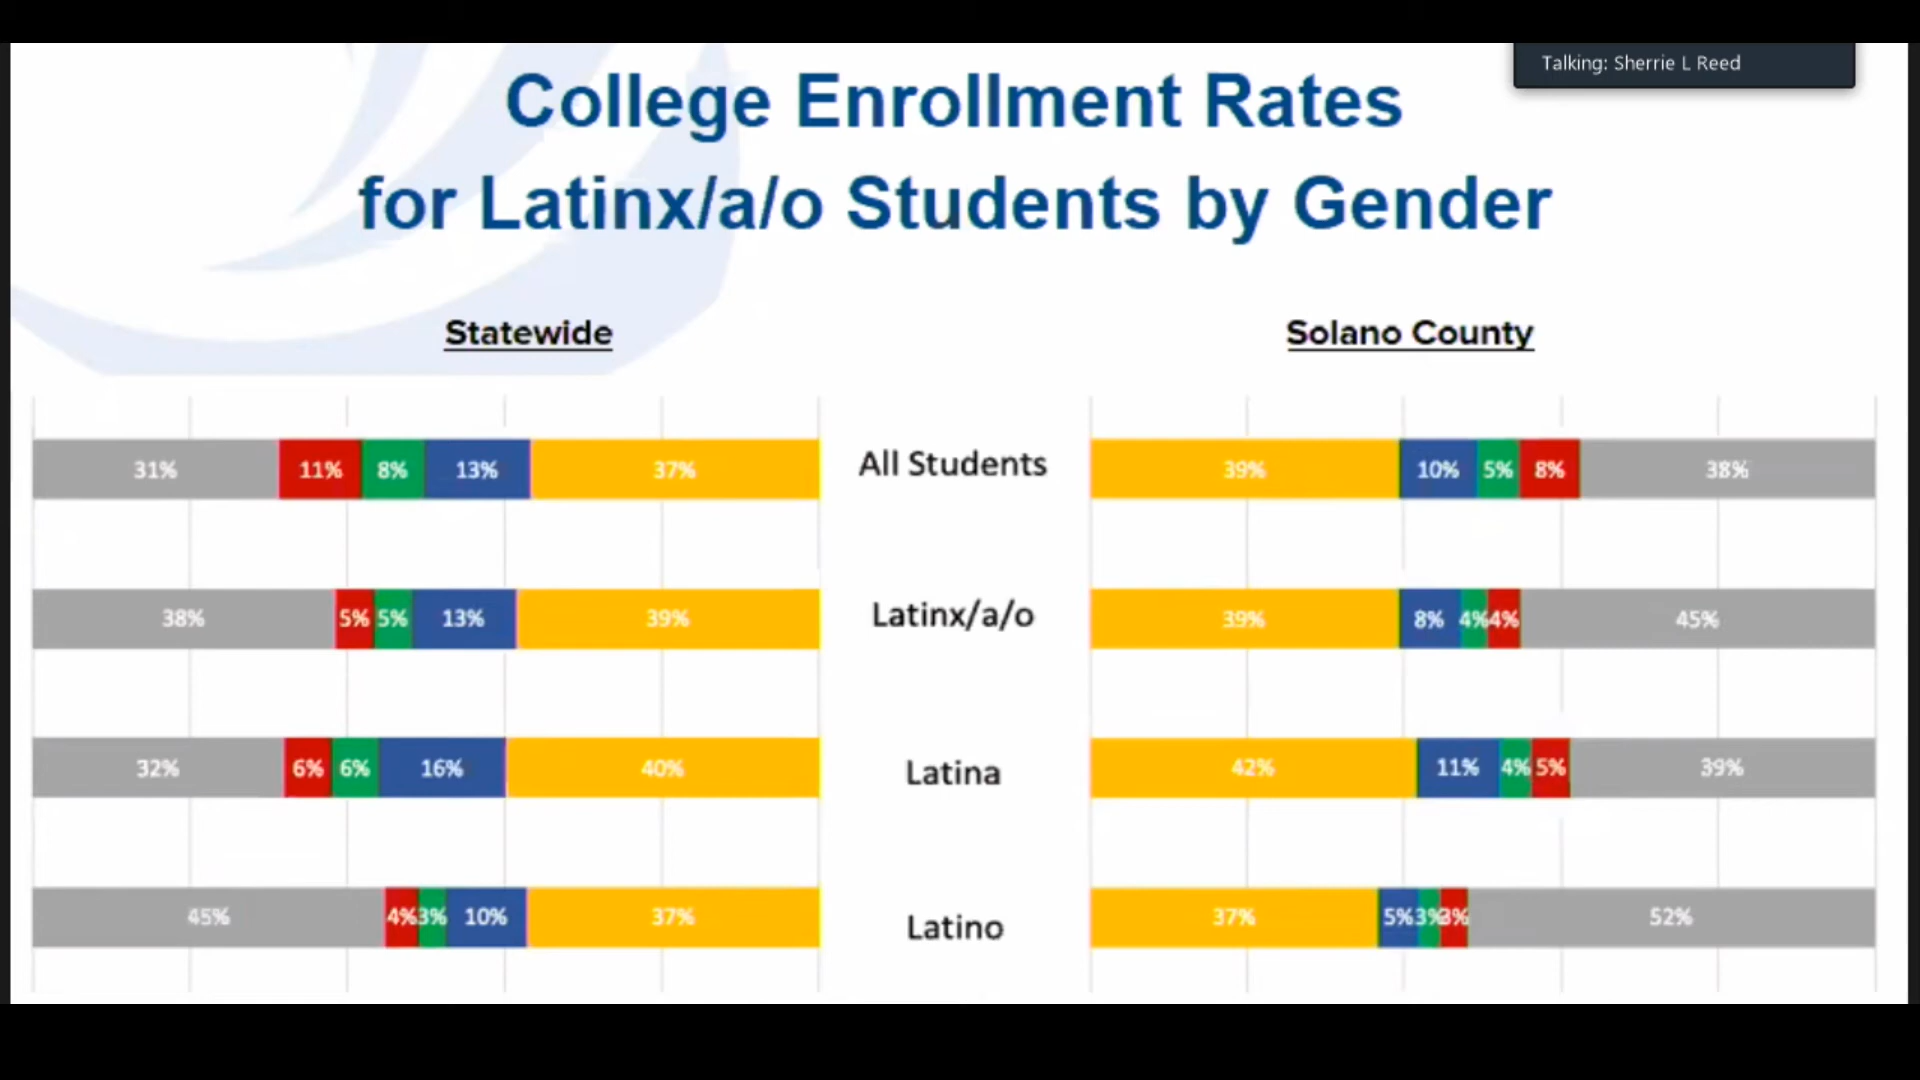 Talking: Sherrie L Reed
College Enrollment Rates
for Latinx/a/o Students by Gender
Statewide
Solano County
31% 11% 8% 13% 37%
All Students
39% 10% 5% 8% 38%
38% 5% 5% 13% 39%
Latinx/a/o
39% 8% 4% 4% 45%
32% 6% 6% 16% 40%
Latina
42% 11% 4% 5% 39%
45% 4% 3% 10% 37%
Latino
37% 5% 3% 3% 52%